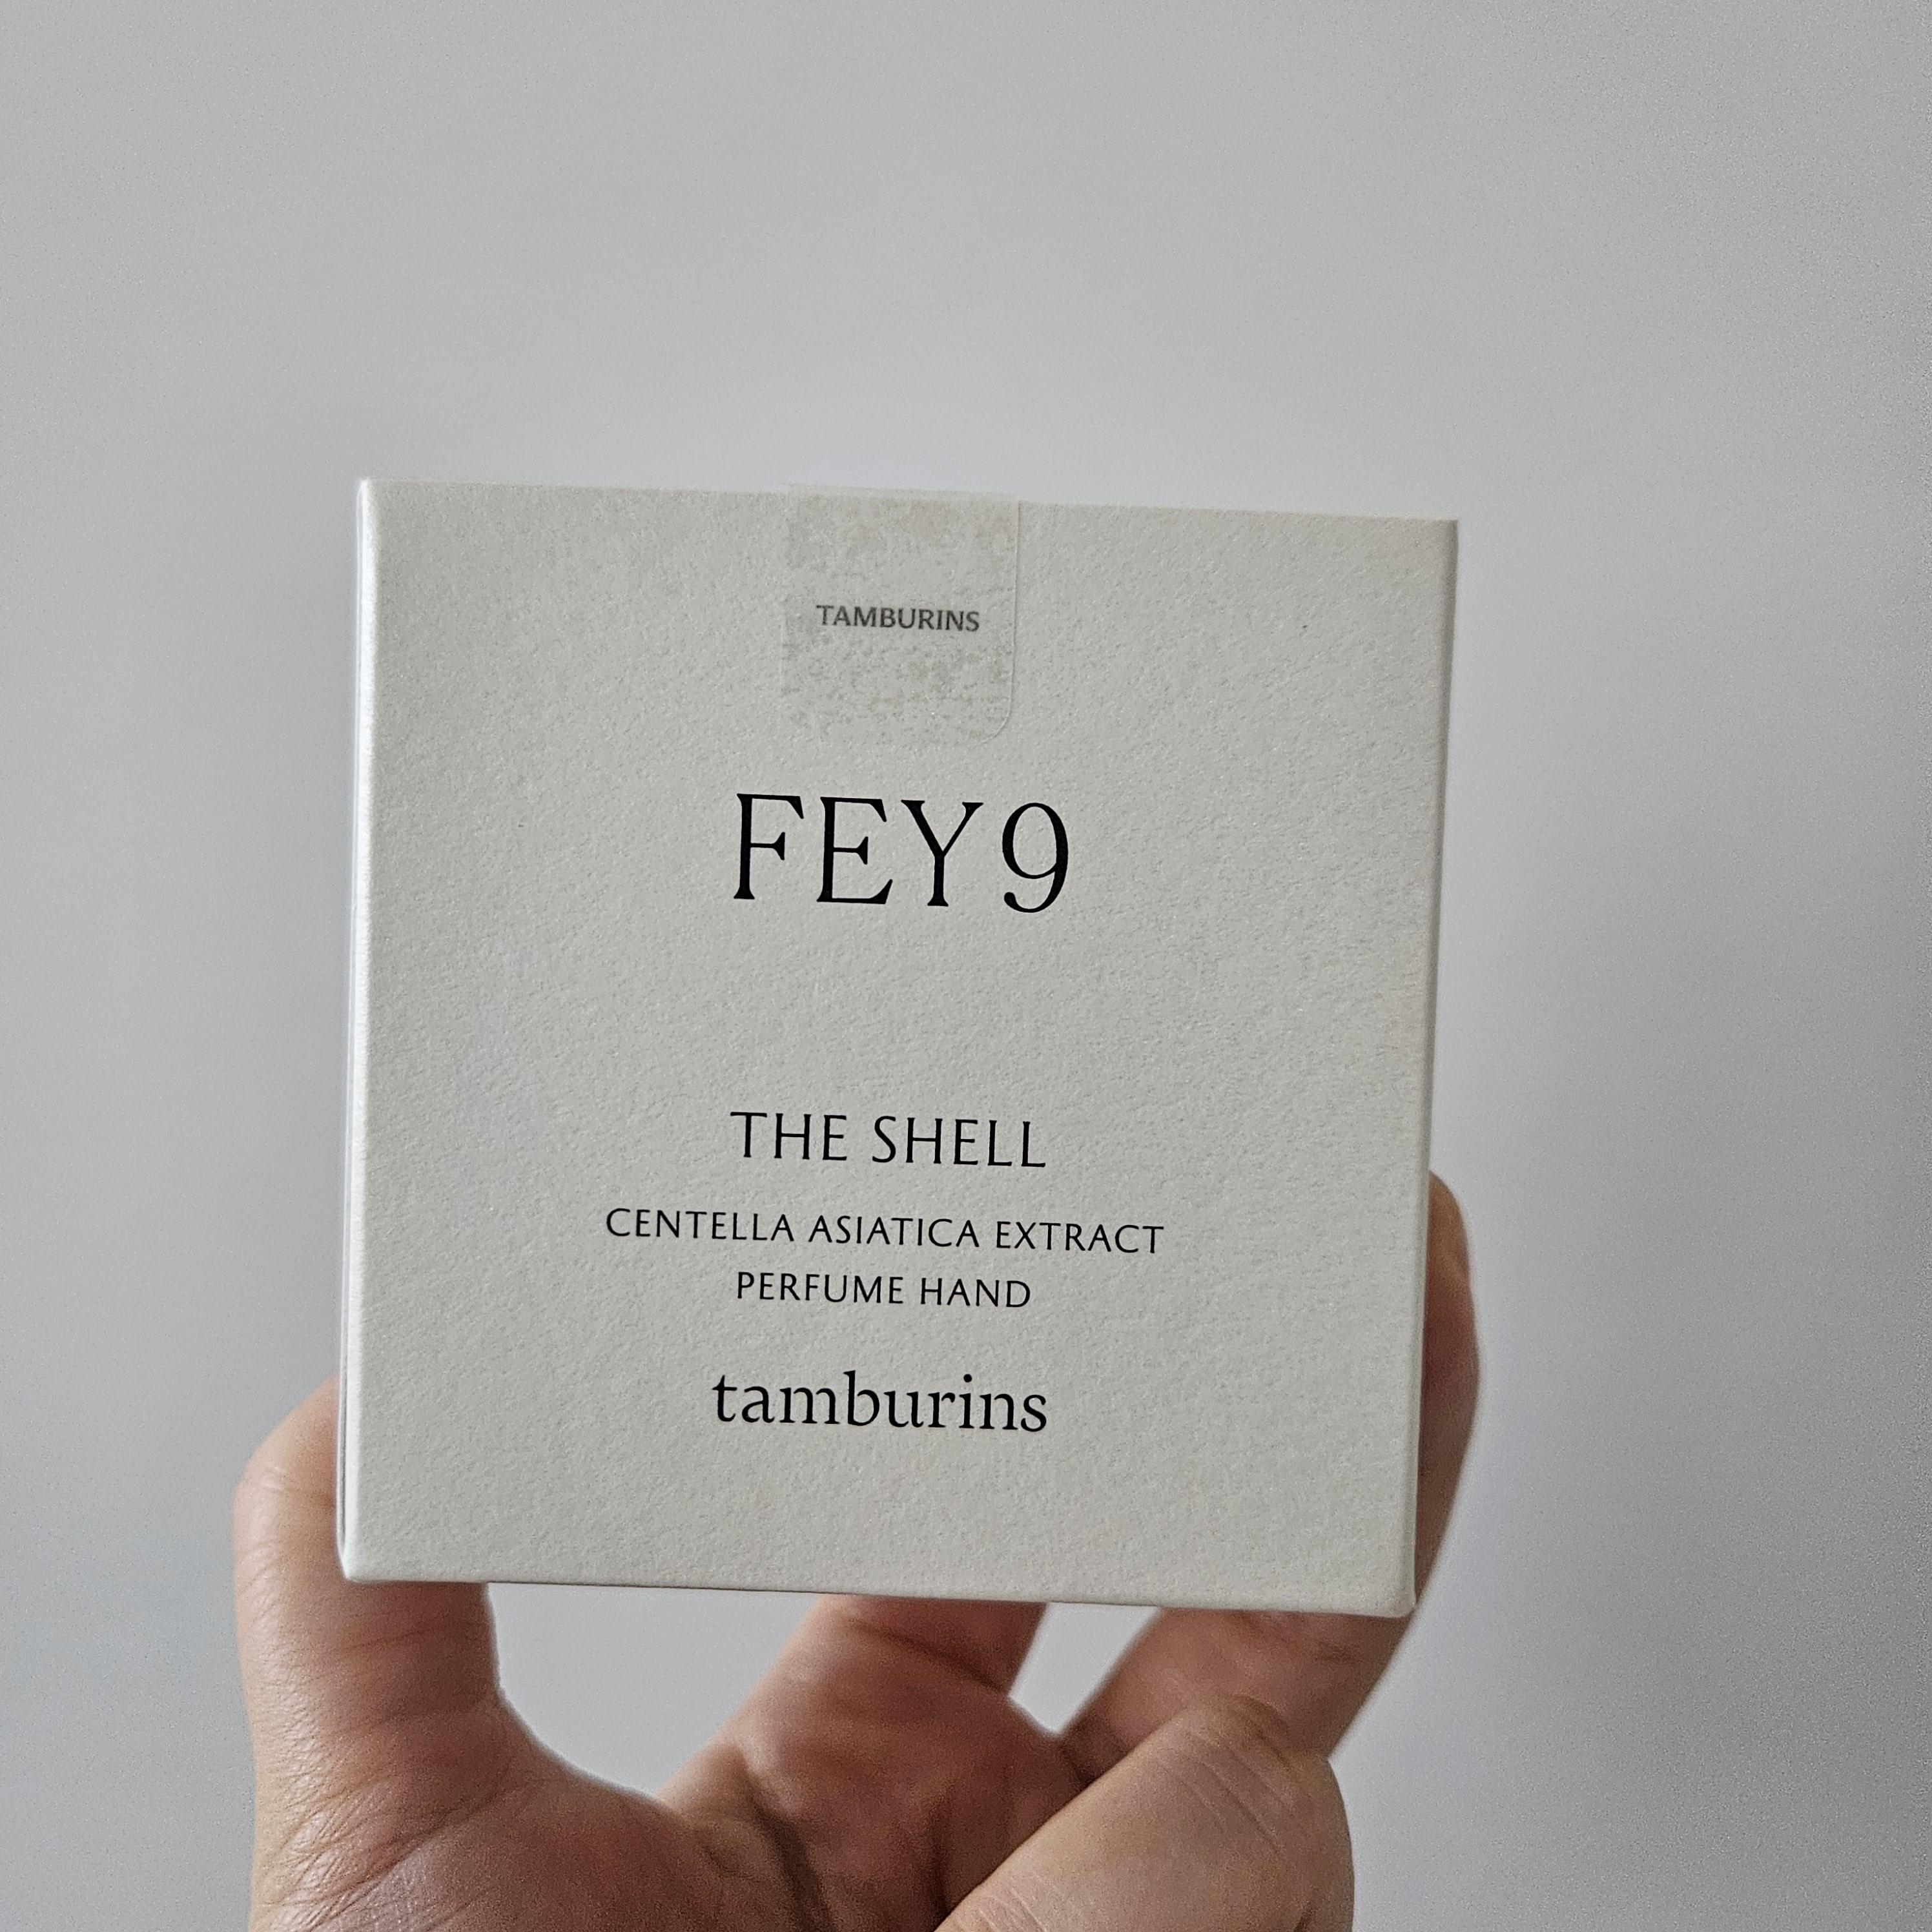 TAMBURINS
FEY9
THE SHELL
CENTELLA ASIATICA EXTRACT
PERFUME HAND
tamburins